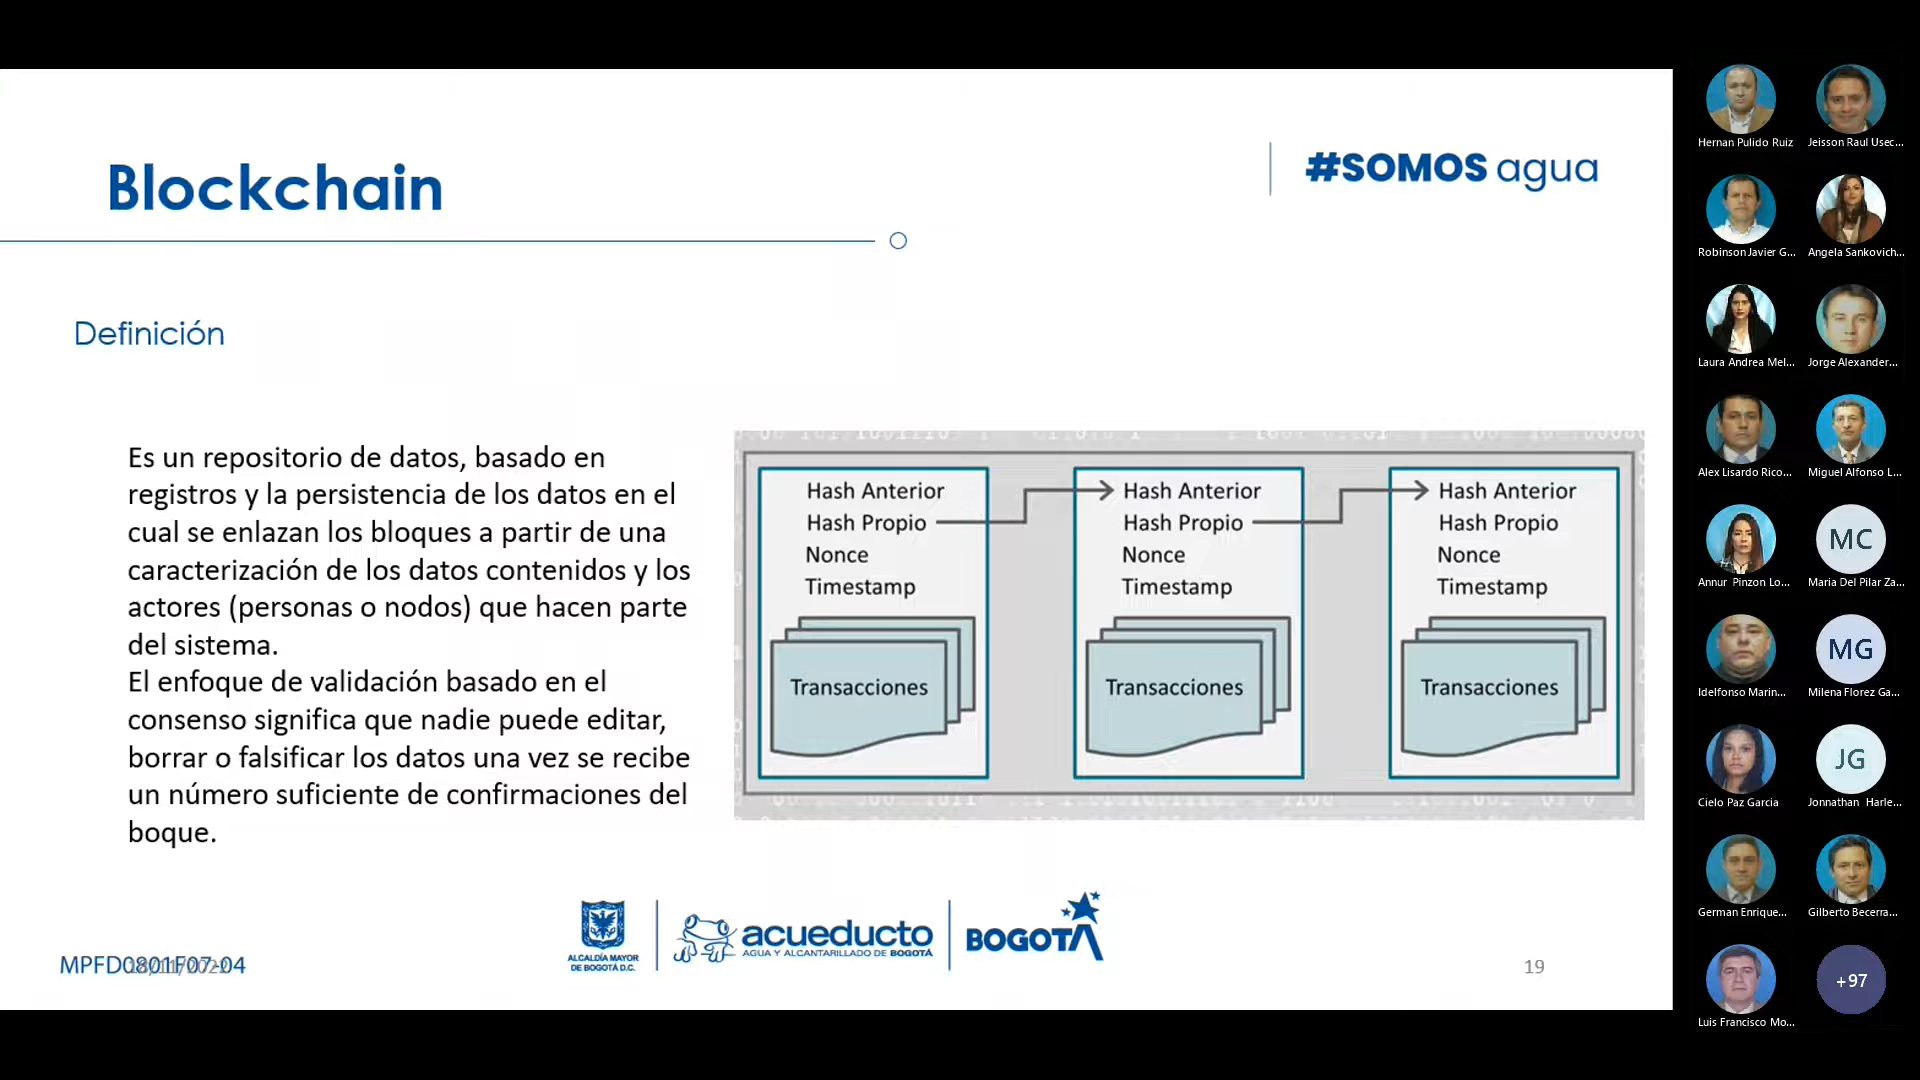 Blockchain
#SOMOS agua
Definición
Es un repositorio de datos, basado en
registros y la persistencia de los datos en el
cual se enlazan los bloques a partir de una
caracterización de los datos contenidos y los
actores (personas o nodos) que hacen parte
del sistema.
El enfoque de validación basado en el
consenso significa que nadie puede editar,
borrar o falsificar los datos una vez se recibe
un número suficiente de confirmaciones del
boque.
Hash Anterior
Hash Propio
Nonce
Timestamp
Transacciones
Hash Anterior
Hash Propio
Nonce
Timestamp
Transacciones
Hash Anterior
Hash Propio
Nonce
Timestamp
Transacciones
MPFD0801F07-04
ALCALDÍA MAYOR
DE BOGOTÁ D.C.
acueducto
AGUA Y ALCANTARILLADO DE BOGOTÁ
BOGOTÁ
19
Hernan Pulido Ruiz
Jeisson Raul Usec...
Robinson Javier G...
Angela Sankovich...
Laura Andrea Mel...
Jorge Alexander...
Alex Lisardo Rico...
Miguel Alfonso L...
Annur Pinzon Lo...
MC
Maria Del Pilar Za...
Idelfonso Marin...
MG
Milena Florez Ga...
Cielo Paz Garcia
JG
Jonnathan Harle...
German Enrique...
Gilberto Becerra...
Luis Francisco Mo...
+97